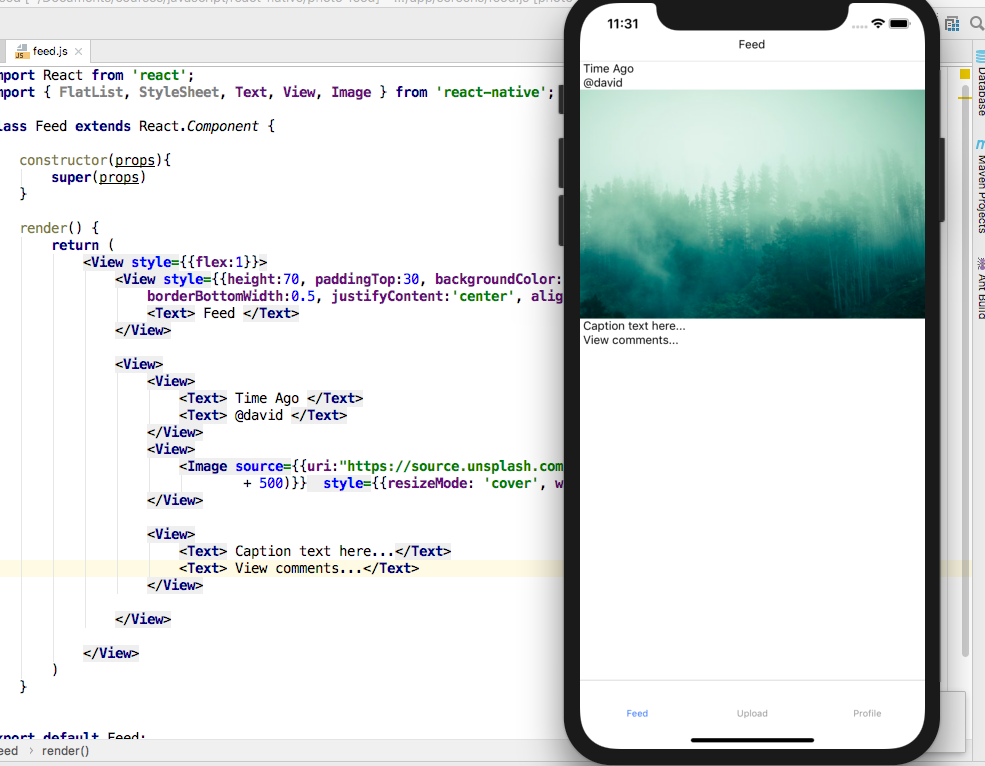 feed.js
mport React from 'react';
mport { FlatList, StyleSheet, Text, View, Image } from 'react-native';
ass Feed extends React.Component {
constructor(props){
super(props)
}
render() {
return (
<View style={{flex:1}}>
<View style={{height:70, paddingTop:30, backgroundColor:
borderBottomWidth:0.5, justifyContent:'center', alig
<Text> Feed </Text>
</View>
<View>
<View>
<Text> Time Ago </Text>
<Text> @david </Text>
</View>
<View>
<Image source={{uri:"https://source.unsplash.com
+ 500)}} style={{resizeMode: 'cover', w
</View>
<View>
<Text> Caption text here...</Text>
<Text> View comments...</Text>
</View>
</View>
</View>
)
}
port default Feed;
eed › render()
11:31
Feed
Time Ago
@david
Caption text here...
View comments...
Feed Upload Profile
Database
Maven Projects
Ant Build